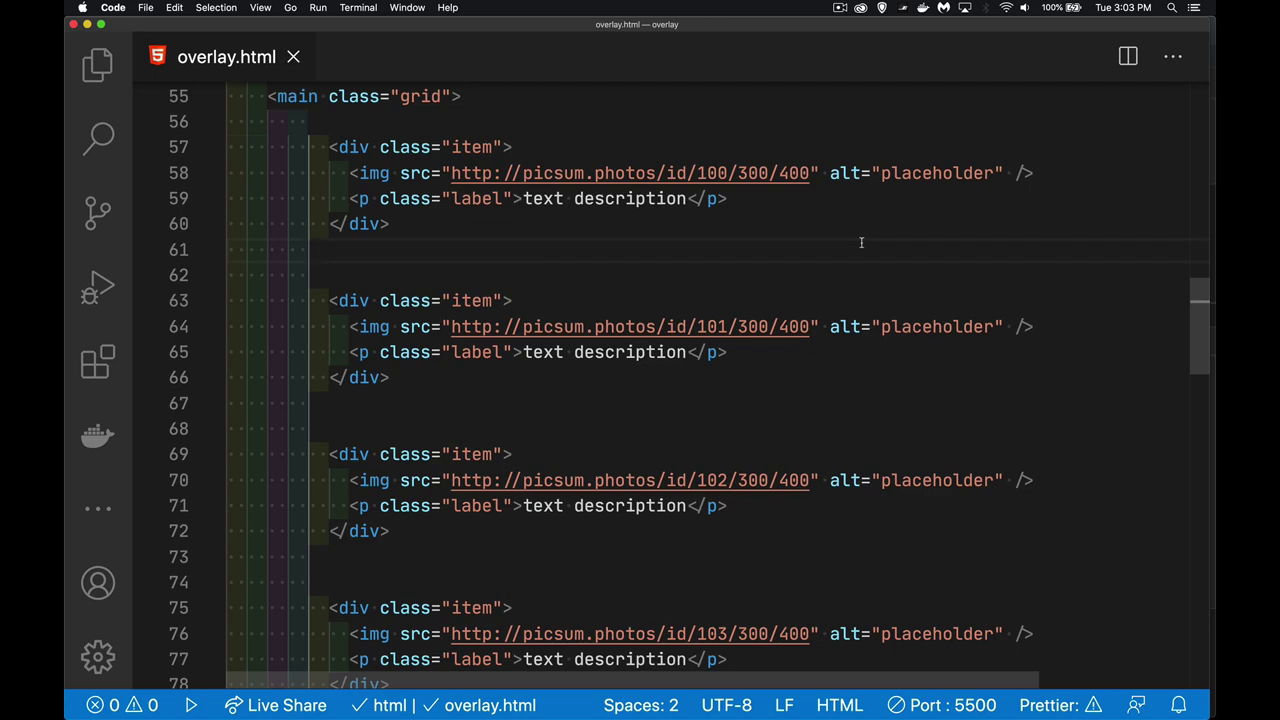 Code File Edit Selection View Go Run Terminal Window Help 100% Tue 3:03 PM
overlay.html — overlay
overlay.html
55 <main class="grid">
56
57 <div class="item">
58 <img src="http://picsum.photos/id/100/300/400" alt="placeholder" />
59 <p class="label">text description</p>
60 </div>
61
62
63 <div class="item">
64 <img src="http://picsum.photos/id/101/300/400" alt="placeholder" />
65 <p class="label">text description</p>
66 </div>
67
68
69 <div class="item">
70 <img src="http://picsum.photos/id/102/300/400" alt="placeholder" />
71 <p class="label">text description</p>
72 </div>
73
74
75 <div class="item">
76 <img src="http://picsum.photos/id/103/300/400" alt="placeholder" />
77 <p class="label">text description</p>
78 </div>
0 0 Live Share html overlay.html Spaces: 2 UTF-8 LF HTML Port : 5500 Prettier: